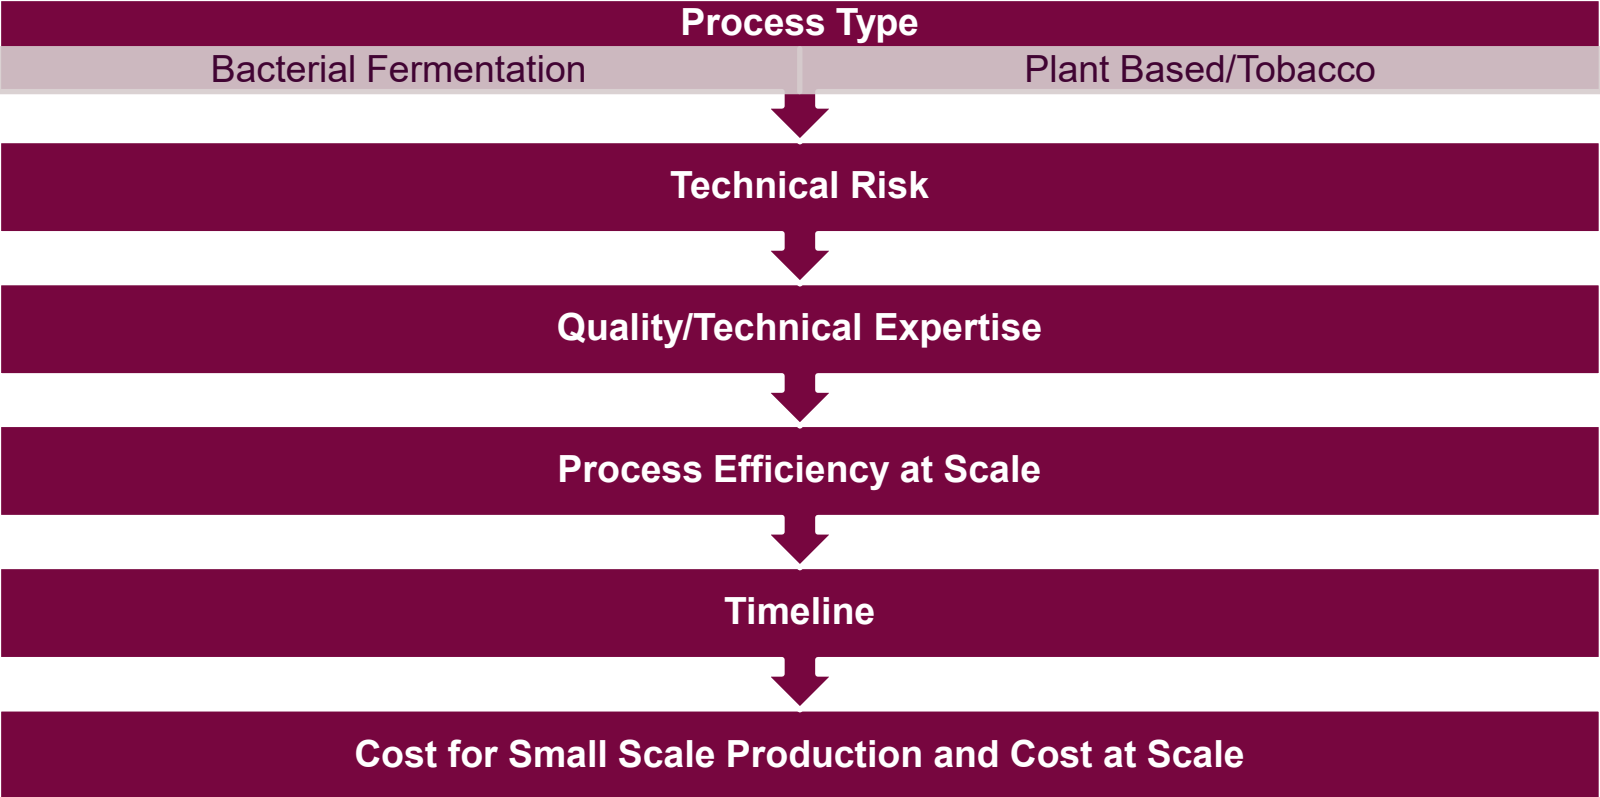 Process Type
Bacterial Fermentation
Plant Based/Tobacco
Technical Risk
Quality/Technical Expertise
Process Efficiency at Scale
Timeline
Cost for Small Scale Production and Cost at Scale